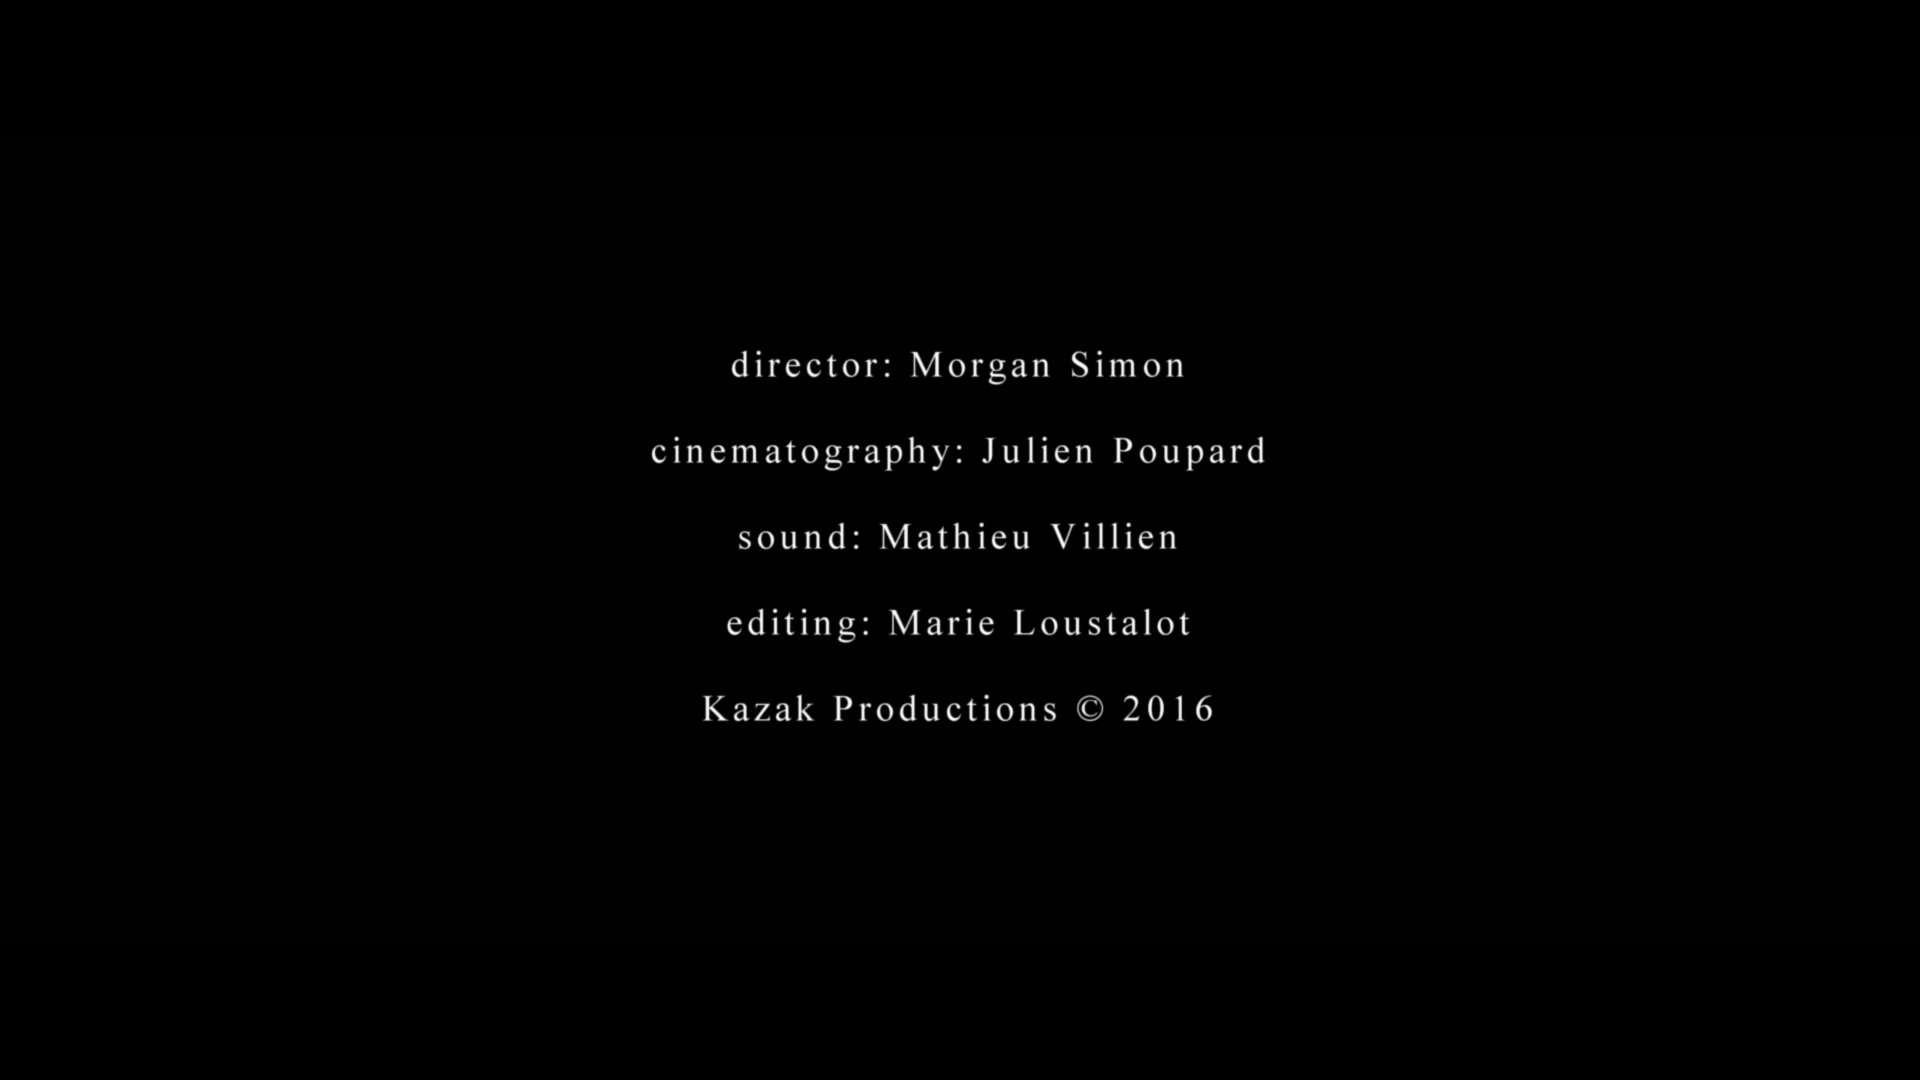 director: Morgan Simon
cinematography: Julien Poupard
sound: Mathieu Villien
editing: Marie Loustalot
Kazak Productions © 2016